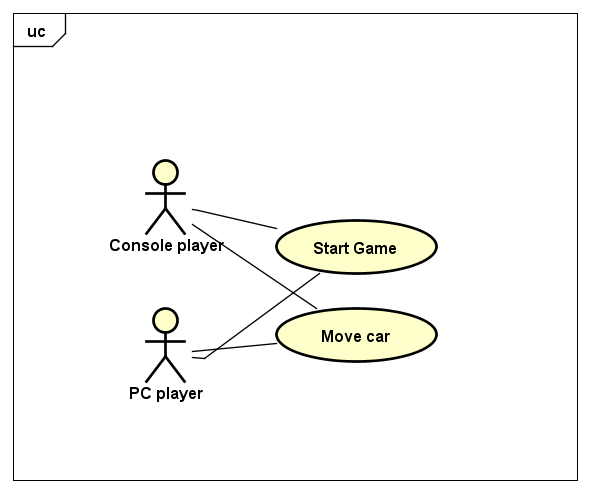 uc
Console player
Start Game
Move car
PC player